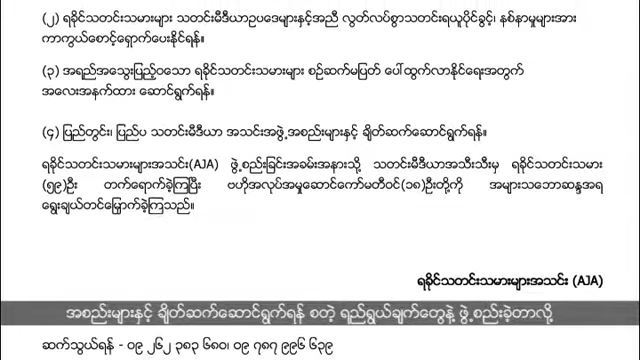 (၂) ရခိုင်သတင်းသမားများ သတင်းမီဒီယာဥပဒေများနှင့်အညီ လွတ်လပ်စွာသတင်းရယူပိုင်ခွင့်၊ နစ်နာမှုများအား
ကာကွယ်စောင့်ရှောက်ပေးနိုင်ရန်။
(၃) အရည်အသွေးပြည့်ဝသော ရခိုင်သတင်းသမားများ စဉ်ဆက်မပြတ် ပေါ်ထွက်လာနိုင်ရေးအတွက်
အလေးအနက်ထား ဆောင်ရွက်ရန်။
(၄) ပြည်တွင်း၊ ပြည်ပ သတင်းမီဒီယာ အသင်းအဖွဲ့အစည်းများနှင့် ချိတ်ဆက်ဆောင်ရွက်ရန်။
ရခိုင်သတင်းသမားများအသင်း(AJA) ဖွဲ့စည်းခြင်းအခမ်းအနားသို့ သတင်းမီဒီယာအသီးသီးမှ ရခိုင်သတင်းသမား
(၅၉)ဦး တက်ရောက်ခဲ့ကြပြီး ဗဟိုအလုပ်အမှုဆောင်ကော်မတီဝင်(၁၈)ဦးတို့ကို အများသဘောဆန္ဒအရ
ရွေးချယ်တင်မြှောက်ခဲ့ကြသည်။
ရခိုင်သတင်းသမားများအသင်း (AJA)
အစည်းများနှင့် ချိတ်ဆက်ဆောင်ရွက်ရန် စတဲ့ ရည်ရွယ်ချက်တွေနဲ့ ဖွဲ့စည်းခဲ့တာလို့
ဆက်သွယ်ရန် - ၀၉ ၂၆၂ ၃၈၃ ၆၈၀၊ ၀၉ ၇၈၇ ၉၉၆ ၆၃၉